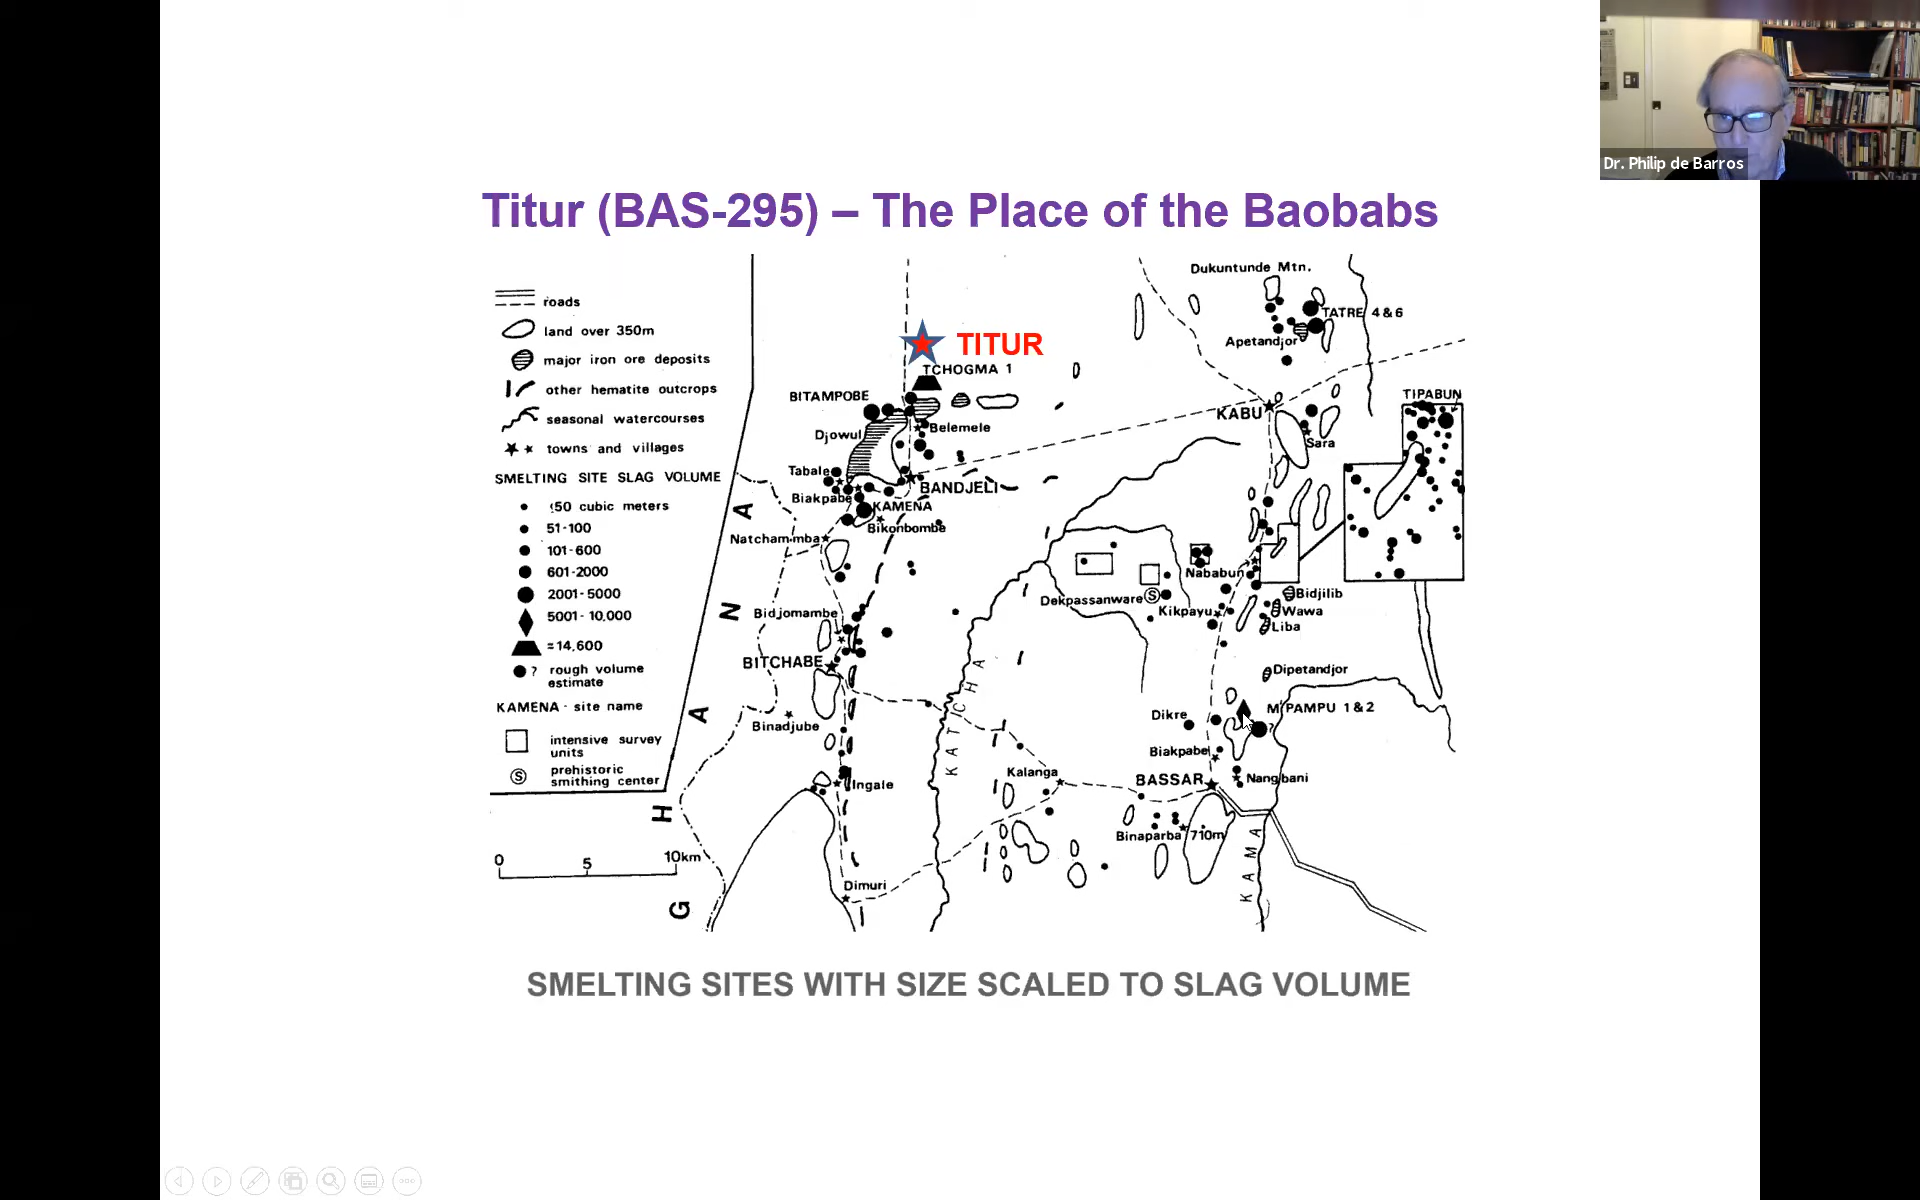 Dr. Philip de Barros
Titur (BAS-295) – The Place of the Baobabs
roads
land over 350m
major iron ore deposits
other hematite outcrops
seasonal watercourses
towns and villages
SMELTING SITE SLAG VOLUME
50 cubic meters
51-100
101-600
601-2000
2001-5000
5001-10,000
=14,600
? rough volume
estimate
KAMENA - site name
intensive survey
units
S prehistoric
smithing center
0 5 10km
G H A N A
TITUR
TCHOGMA 1
BITAMPOBE
Djowul
Belemele
Tabale
BANDJELI
Biakpabe
KAMENA
Bikonbombe
Natchammba
Bidjomambe
BITCHABE
Binadjube
Ingale
Dimuri
KATCHA
Kalanga
Dukuntunde Mtn.
TATRE 4&6
Apetandjor
KABU
Sara
TIPABUN
Nababun
Dekpassanware S
Kikpayu
Bidjilib
Wawa
Liba
Dipetandjor
MPAMPU 1&2
?
Dikre
Biakpabe
BASSAR
Nangbani
Binaparba 710m
KAMA
SMELTING SITES WITH SIZE SCALED TO SLAG VOLUME